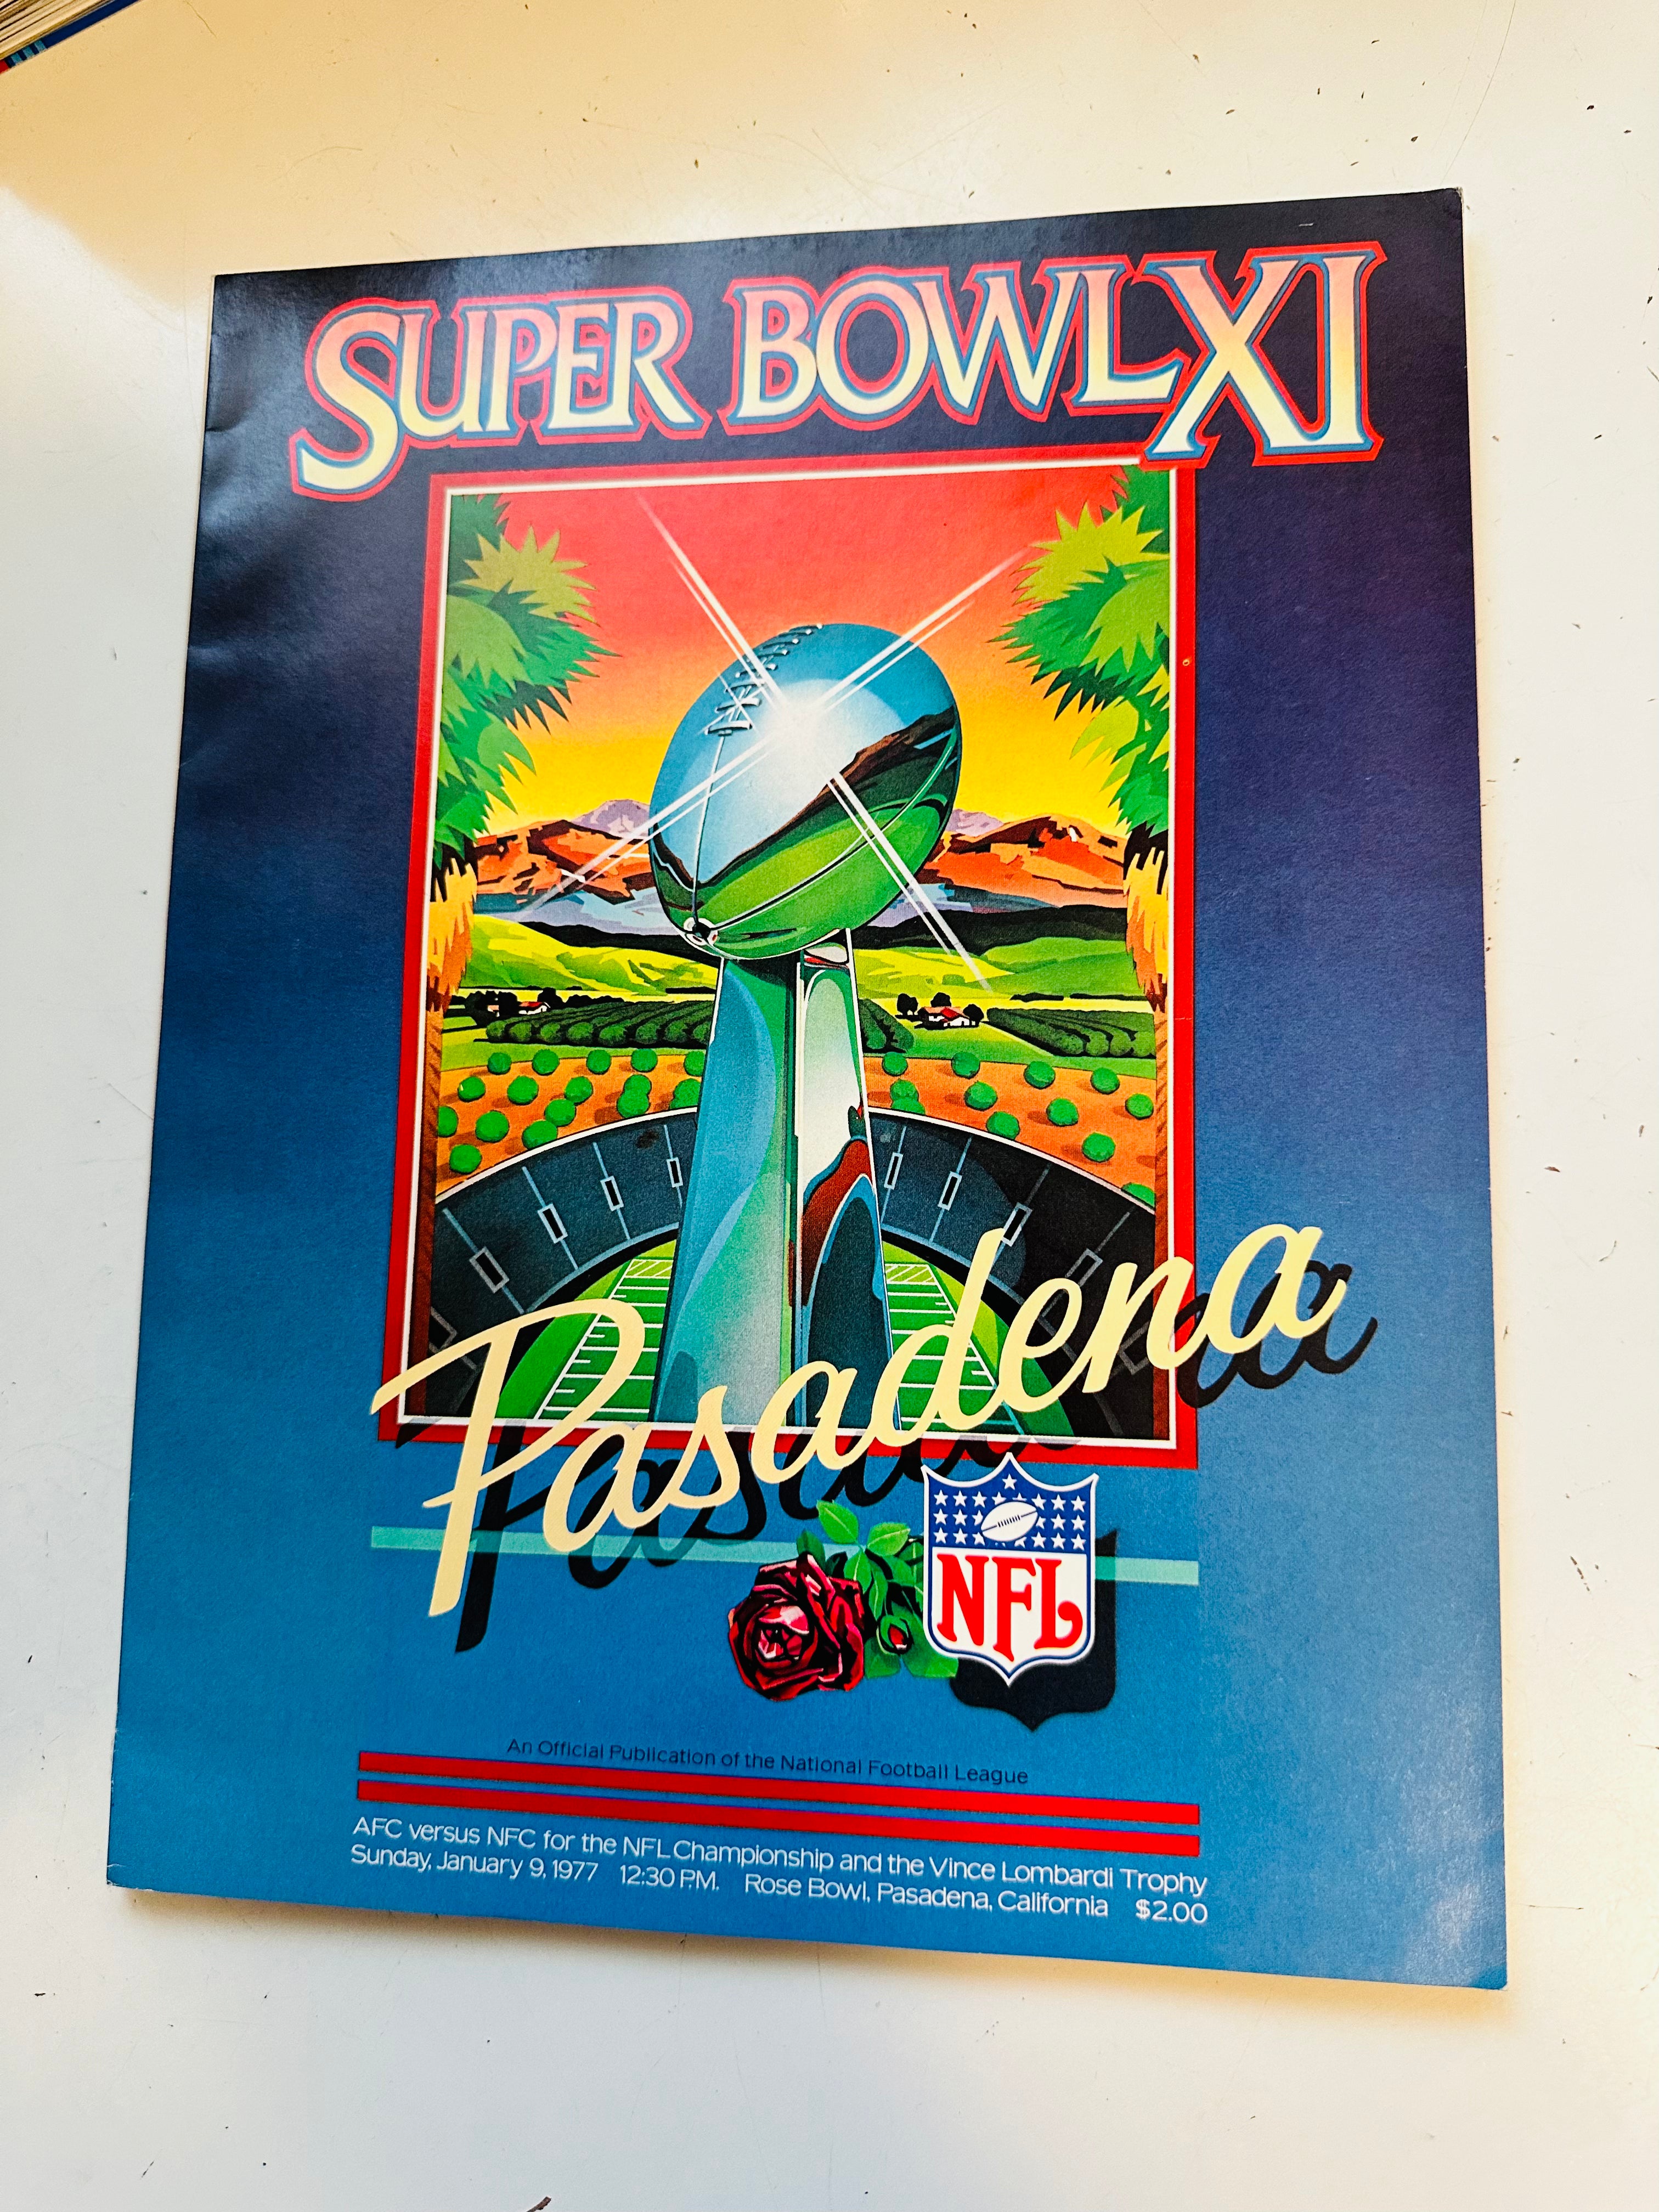 SUPER BOWL XI
Pasadena
NFL
An Official Publication of the National Football League
AFC versus NFC for the NFL Championship and the Vince Lombardi Trophy
Sunday, January 9, 1977 12:30 P.M. Rose Bowl, Pasadena, California $2.00